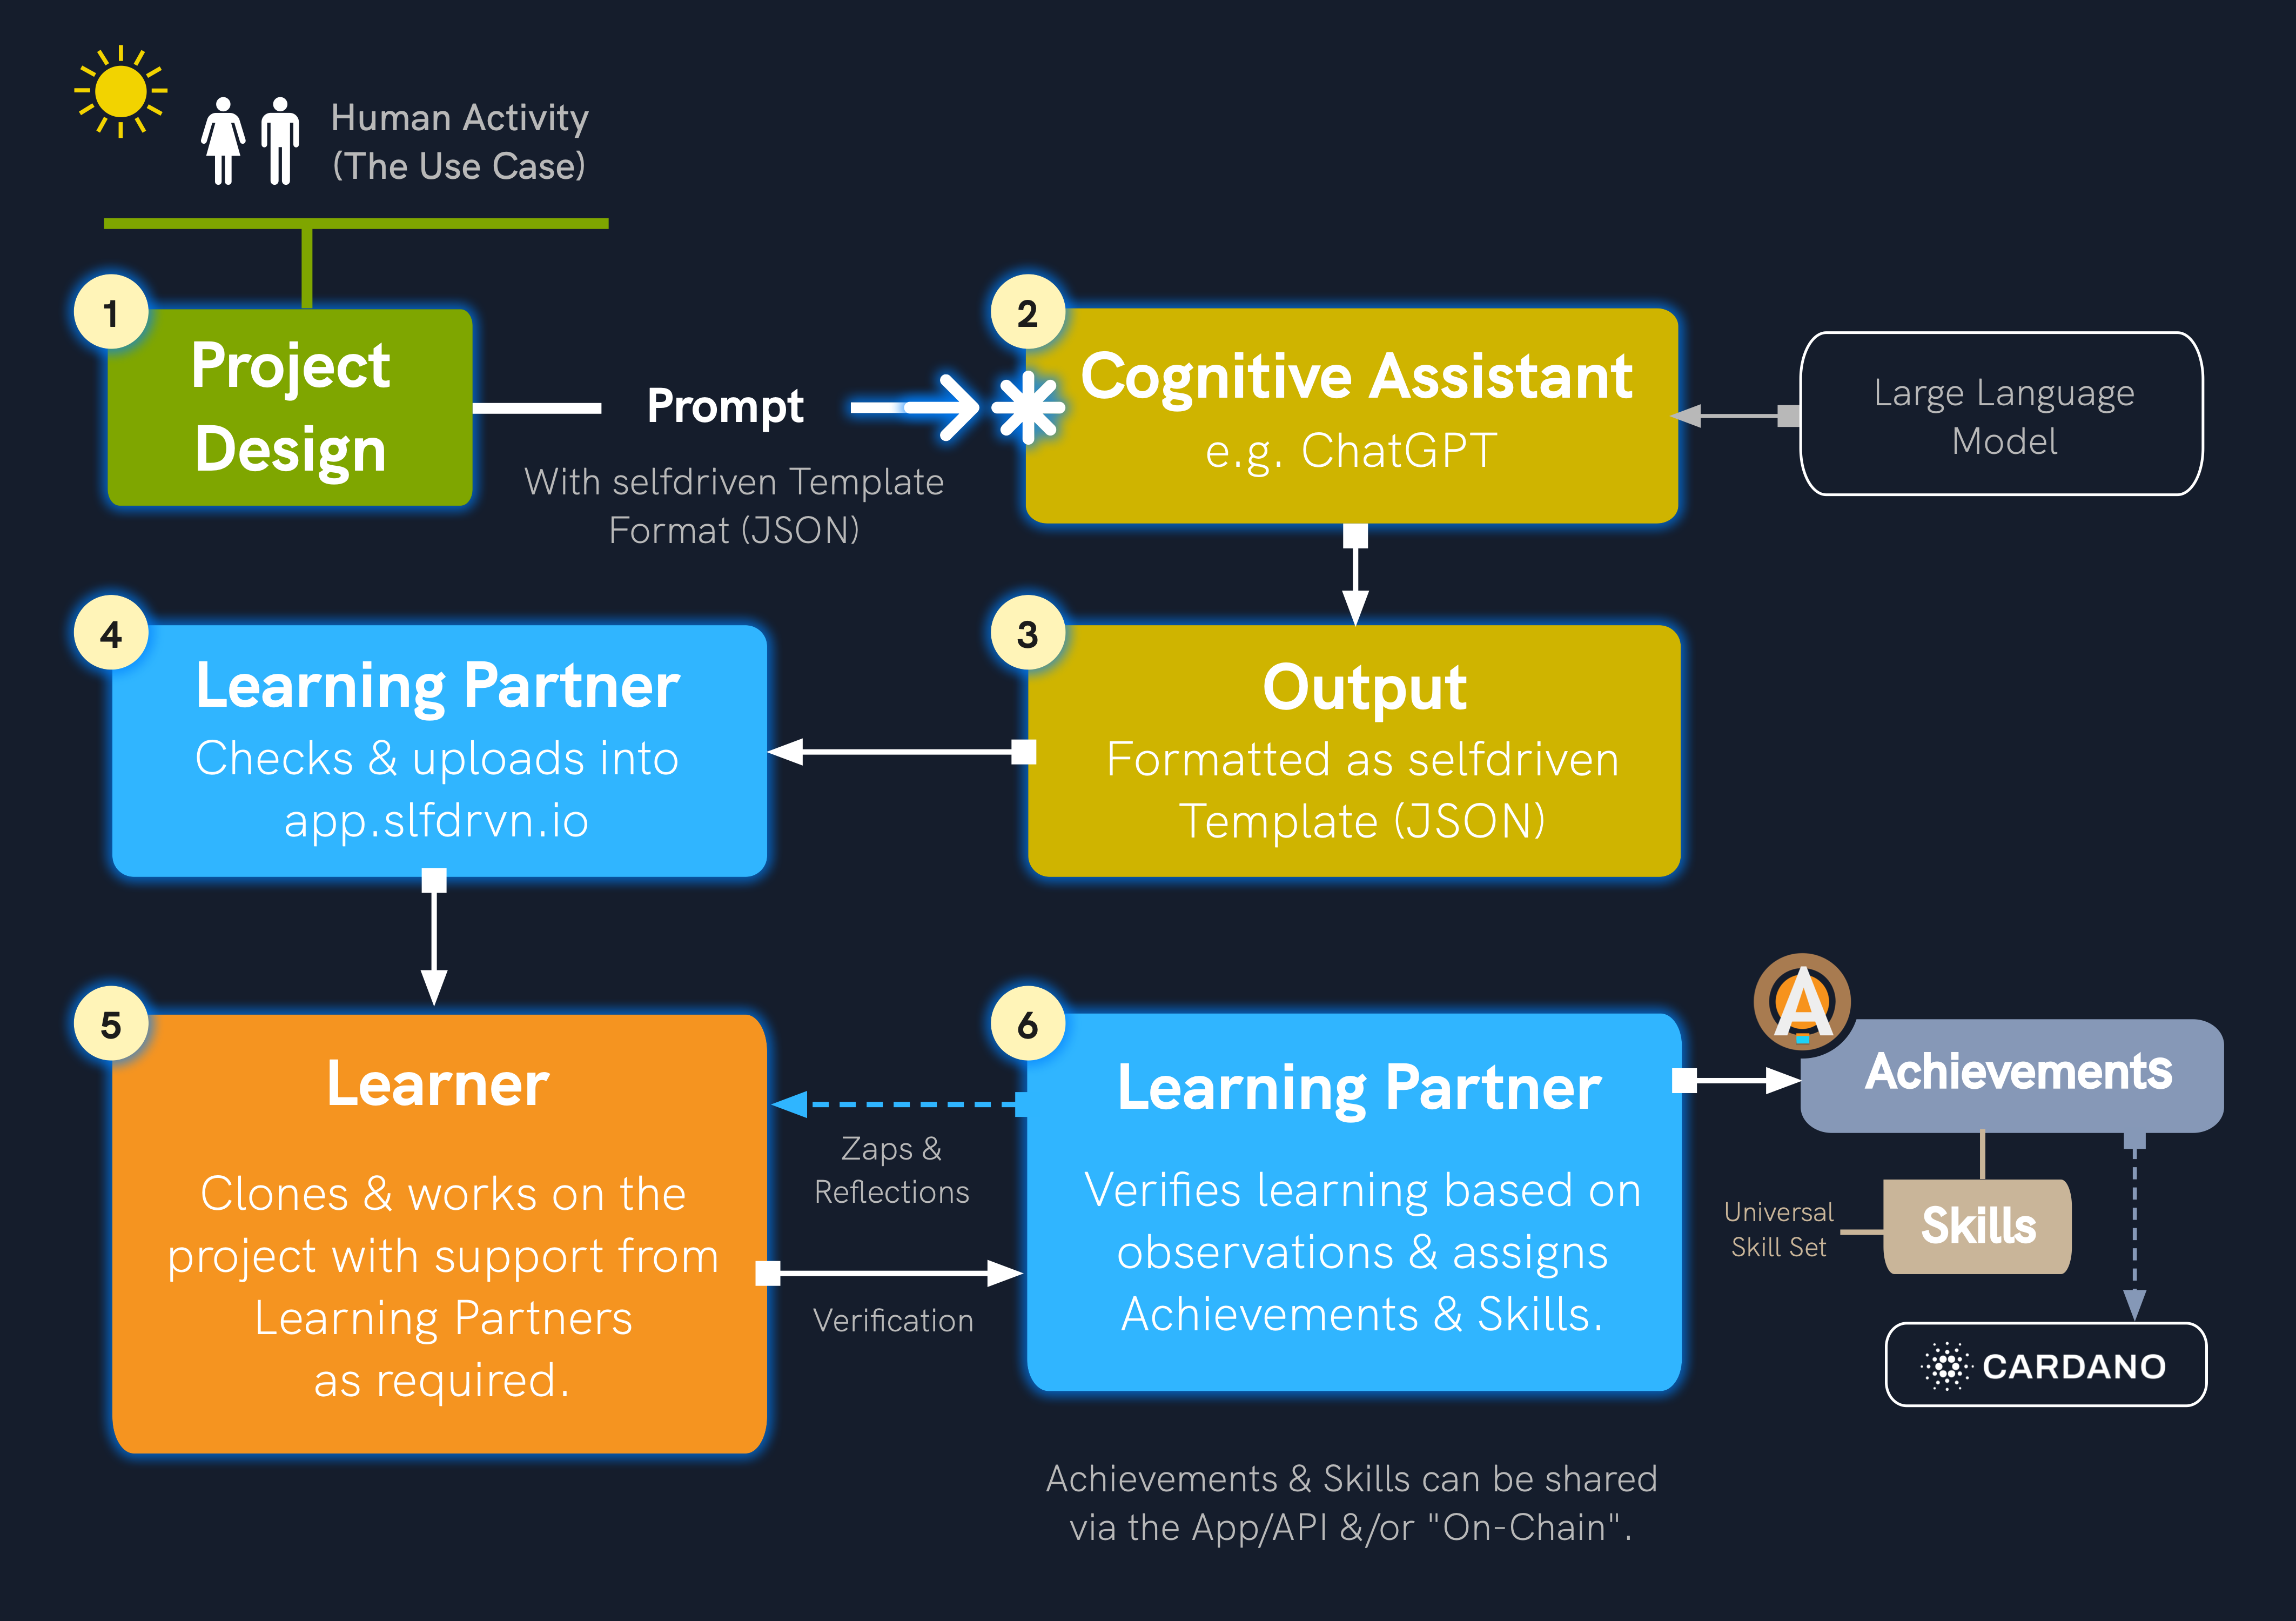 Human Activity
(The Use Case)
1
Project
Design
Prompt
With selfdriven Template
Format (JSON)
2
Cognitive Assistant
e.g. ChatGPT
Large Language
Model
3
Output
Formatted as selfdriven
Template (JSON)
4
Learning Partner
Checks & uploads into
app.slfdrvn.io
5
Learner
Clones & works on the
project with support from
Learning Partners
as required.
Zaps &
Reflections
Verification
6
Learning Partner
Verifies learning based on
observations & assigns
Achievements & Skills.
A
Achievements
Universal
Skill Set
Skills
CARDANO
Achievements & Skills can be shared
via the App/API &/or "On-Chain".